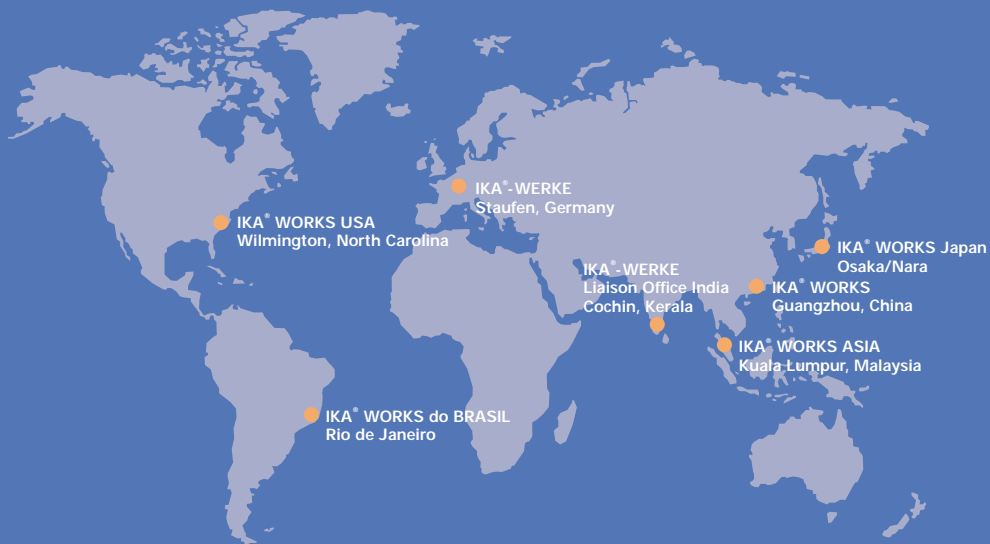 IKA®-WERKE
Staufen, Germany
IKA® WORKS USA
Wilmington, North Carolina
IKA® WORKS Japan
Osaka/Nara
IKA®-WERKE
Liaison Office India
Cochin, Kerala
IKA® WORKS
Guangzhou, China
IKA® WORKS ASIA
Kuala Lumpur, Malaysia
IKA® WORKS do BRASIL
Rio de Janeiro